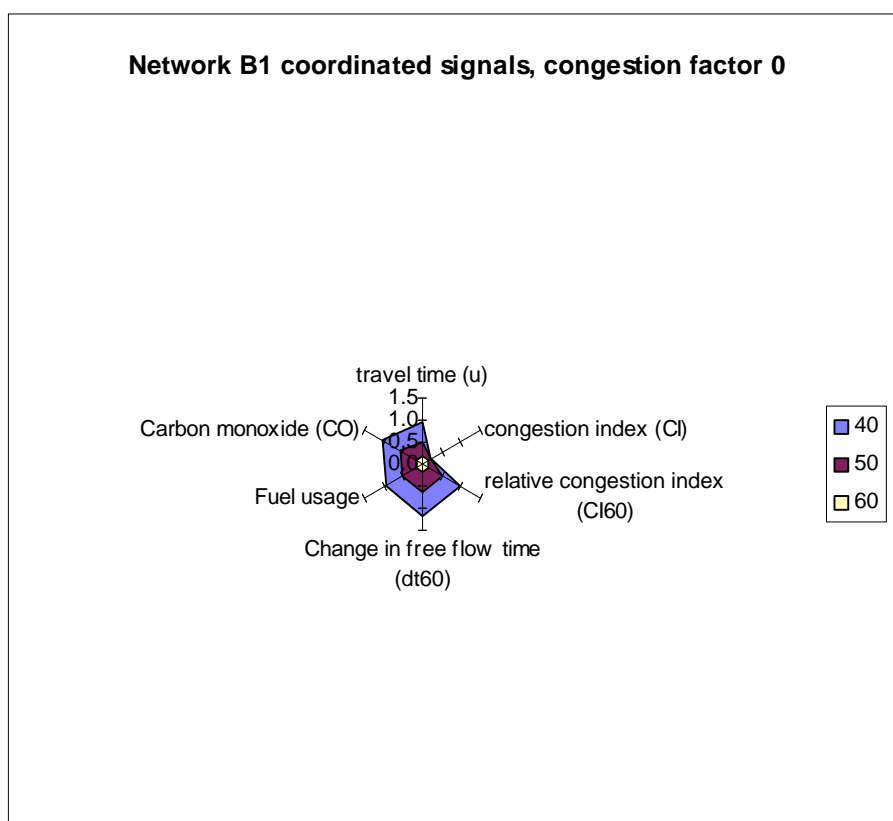 Network B1 coordinated signals, congestion factor 0
travel time (u)
1.5
1.0
0.5
0.0
congestion index (CI)
relative congestion index
(CI60)
Change in free flow time
(dt60)
Fuel usage
Carbon monoxide (CO)
40
50
60